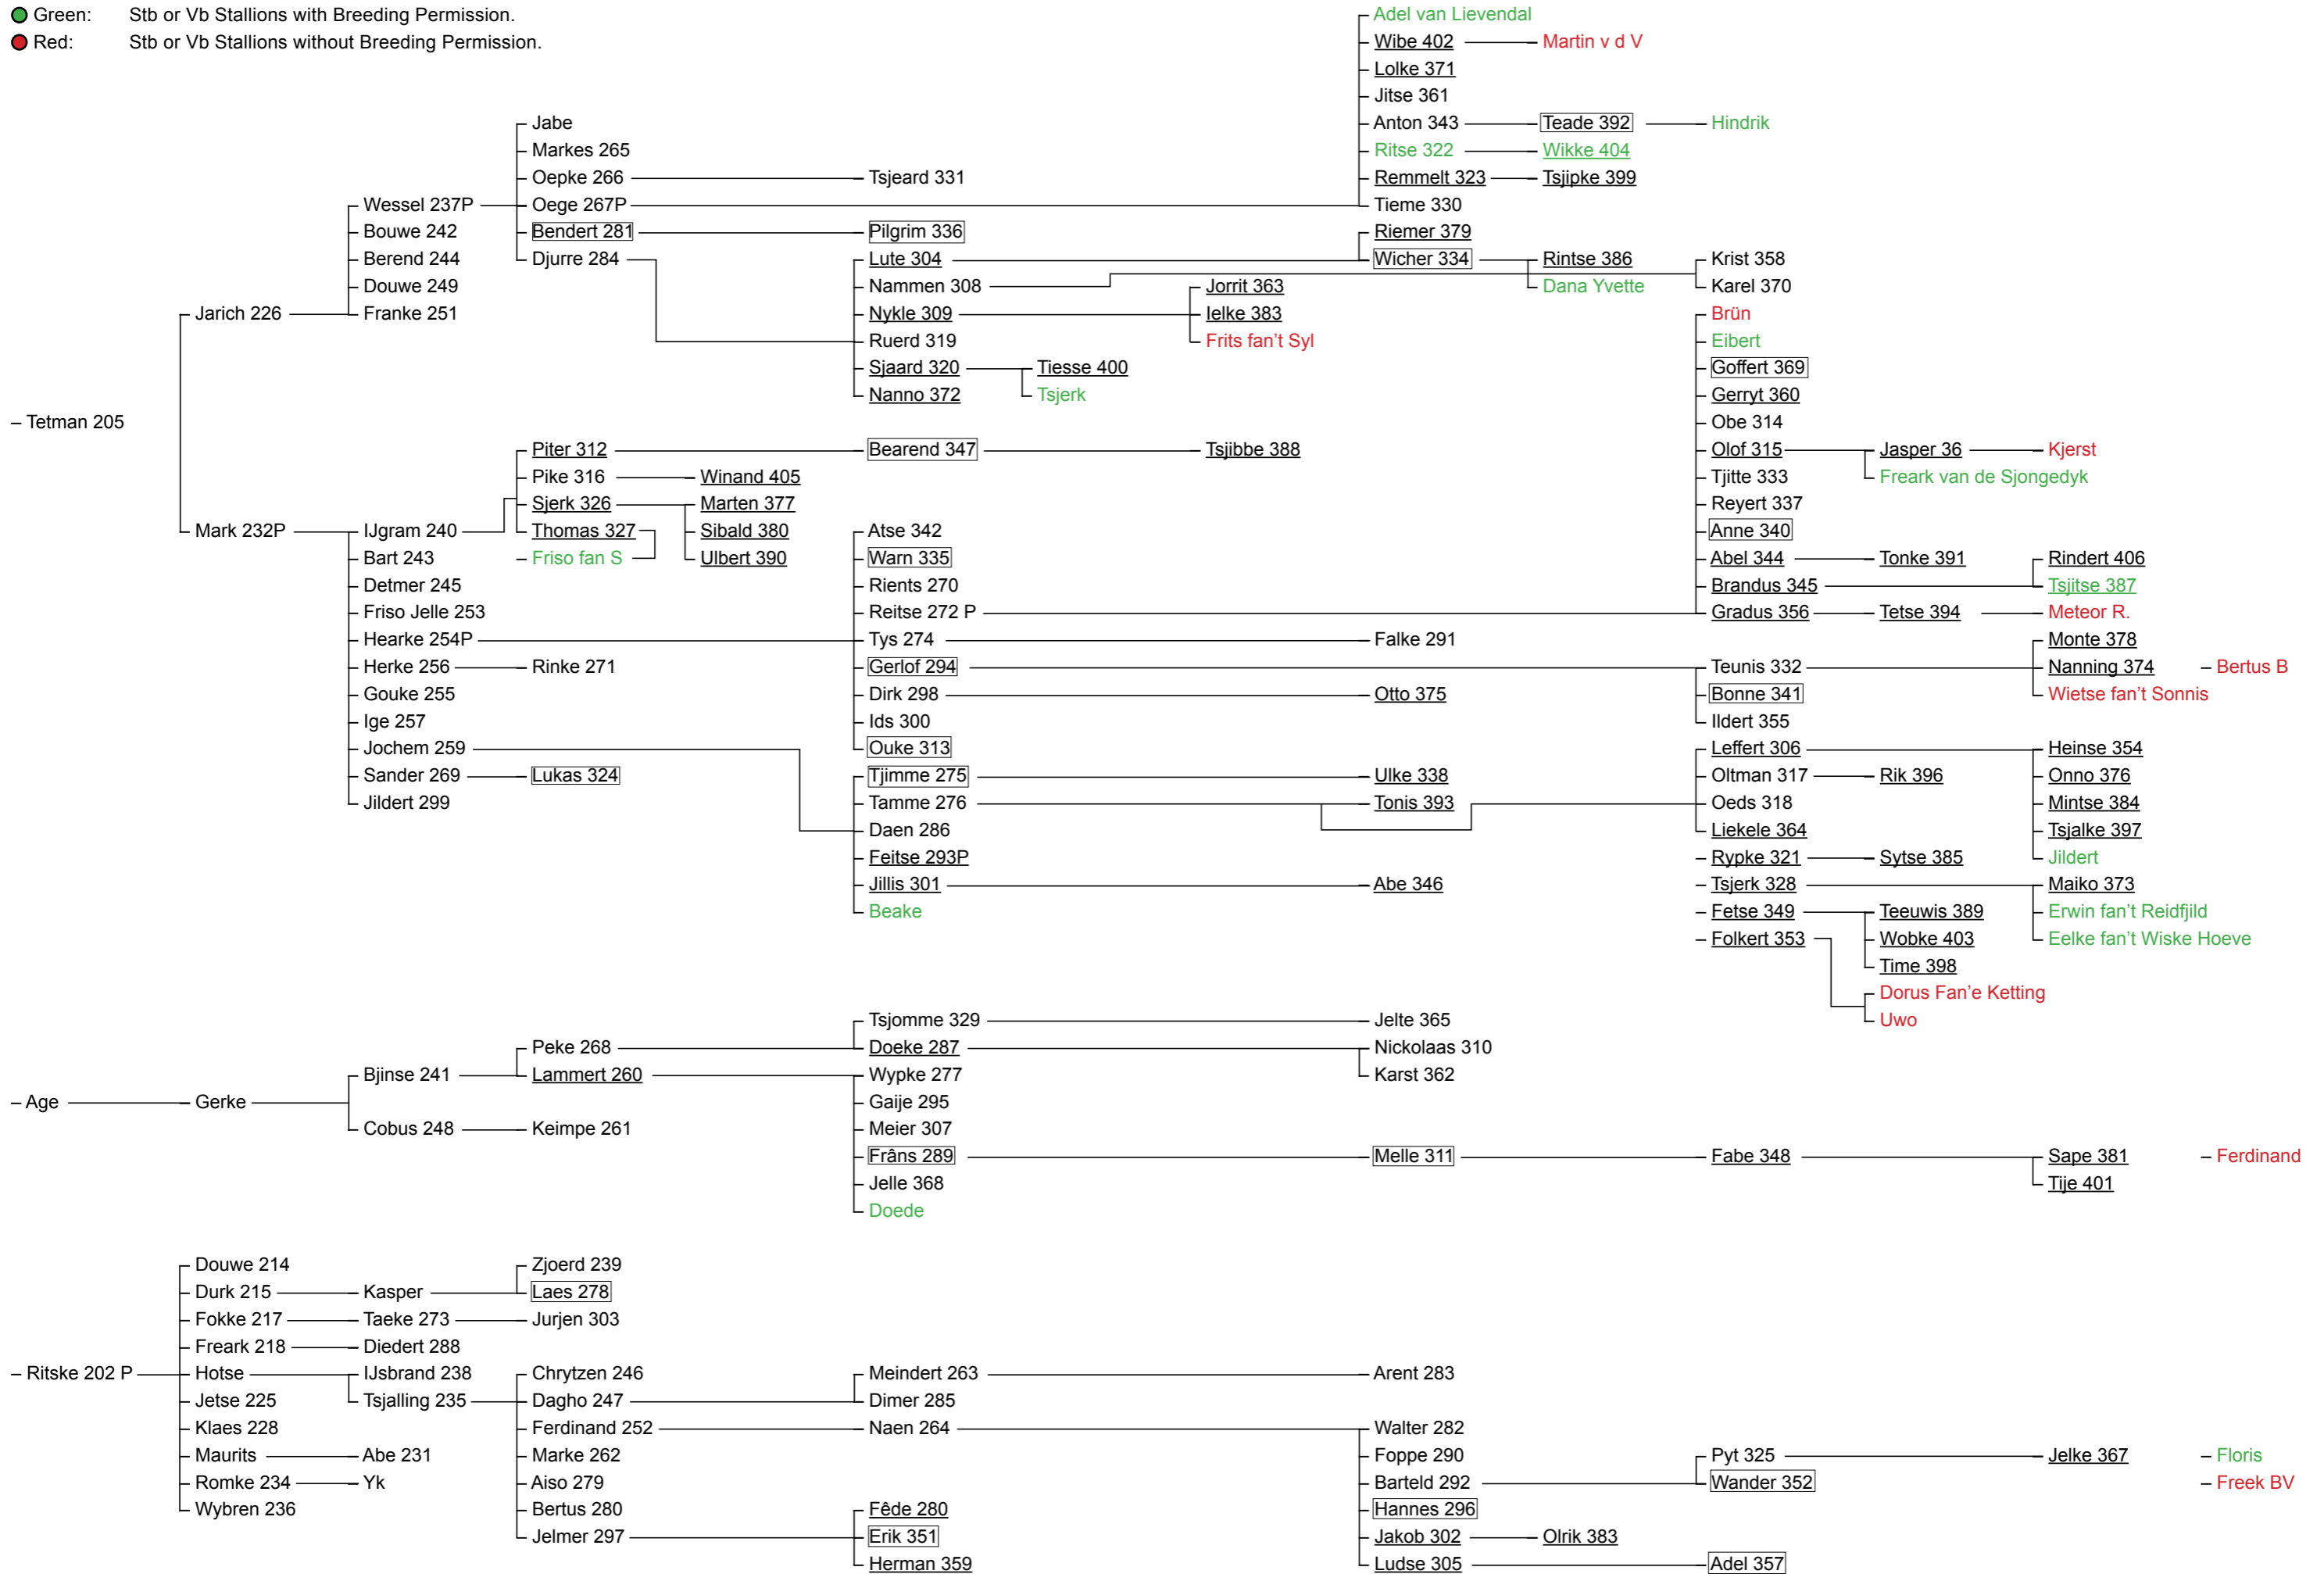 Green: Stb or Vb Stallions with Breeding Permission.
Red: Stb or Vb Stallions without Breeding Permission.
Adel van Lievendal
Wibe 402 Martin v d V
Lolke 371
Jitse 361
Jabe Anton 343 Teade 392 Hindrik
Markes 265 Ritse 322 Wikke 404
Oepke 266 Tsjeard 331 Remmelt 323 Tsjipke 399
Wessel 237P Oege 267P Tieme 330
Bouwe 242 Bendert 281 Pilgrim 336 Riemer 379
Berend 244 Djurre 284 Lute 304 Wicher 334 Rintse 386 Krist 358
Douwe 249 Nammen 308 Jorrit 363 Dana Yvette Karel 370
Jarich 226 Franke 251 Nykle 309 Ielke 383 Brün
Ruerd 319 Frits fan't Syl Eibert
Sjaard 320 Tiesse 400 Goffert 369
Nanno 372 Tsjerk Gerryt 360
– Tetman 205 Obe 314
Piter 312 Bearend 347 Tsjibbe 388 Olof 315 Jasper 36 Kjerst
Pike 316 Winand 405 Tjitte 333 Freark van de Sjongedyk
Sjerk 326 Marten 377 Reyert 337
Mark 232P IJgram 240 Thomas 327 Sibald 380 Atse 342 Anne 340
Bart 243 Friso fan S Ulbert 390 Warn 335 Abel 344 Tonke 391 Rindert 406
Detmer 245 Rients 270 Brandus 345 Tsjitse 387
Friso Jelle 253 Reitse 272 P Gradus 356 Tetse 394 Meteor R.
Hearke 254P Tys 274 Falke 291 Monte 378
Herke 256 Rinke 271 Gerlof 294 Teunis 332 Nanning 374 – Bertus B
Gouke 255 Dirk 298 Otto 375 Bonne 341 Wietse fan't Sonnis
Ige 257 Ids 300 Ildert 355
Jochem 259 Ouke 313 Leffert 306 Heinse 354
Sander 269 Lukas 324 Tjimme 275 Ulke 338 Oltman 317 Rik 396 Onno 376
Jildert 299 Tamme 276 Tonis 393 Oeds 318 Mintse 384
Daen 286 Liekele 364 Tsjalke 397
Feitse 293P Rypke 321 Sytse 385 Jildert
Jillis 301 Abe 346 Tsjerk 328 Maiko 373
Beake Fetse 349 Teeuwis 389 Erwin fan't Reidfjild
Folkert 353 Wobke 403 Eelke fan't Wiske Hoeve
Time 398
Dorus Fan'e Ketting
Tsjomme 329 Jelte 365 Uwo
Peke 268 Doeke 287 Nickolaas 310
Bjinse 241 Lammert 260 Wypke 277 Karst 362
– Age Gerke Gaije 295
Cobus 248 Keimpe 261 Meier 307
Frâns 289 Melle 311 Fabe 348 Sape 381 – Ferdinand
Jelle 368 Tije 401
Doede
Douwe 214 Zjoerd 239
Durk 215 Kasper Laes 278
Fokke 217 Taeke 273 Jurjen 303
Freark 218 Diedert 288
– Ritske 202 P Hotse IJsbrand 238 Chrytzen 246 Meindert 263 Arent 283
Jetse 225 Tsjalling 235 Dagho 247 Dimer 285
Klaes 228 Ferdinand 252 Naen 264 Walter 282
Maurits Abe 231 Marke 262 Foppe 290 Pyt 325 Jelke 367 – Floris
Romke 234 Yk Aiso 279 Barteld 292 Wander 352 – Freek BV
Wybren 236 Bertus 280 Fêde 280 Hannes 296
Jelmer 297 Erik 351 Jakob 302 Olrik 383
Herman 359 Ludse 305 Adel 357